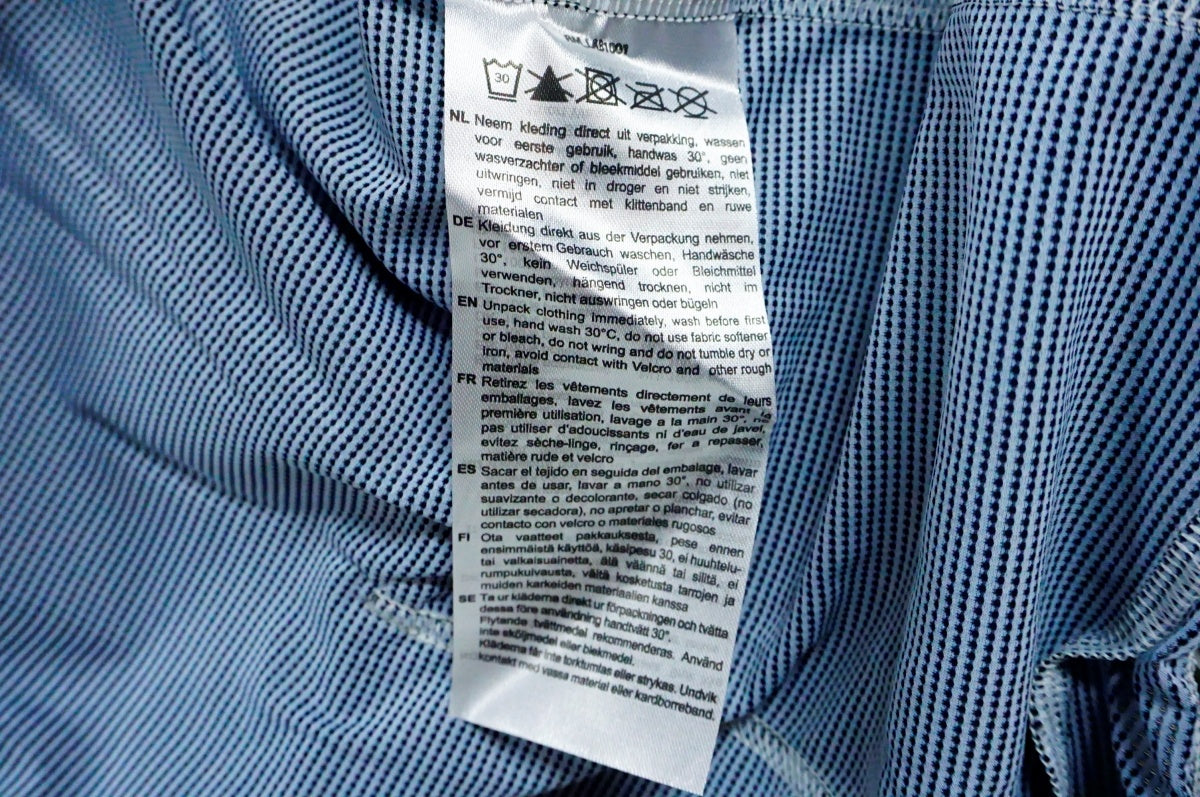 30
NL Neem kleding direct uit verpakking, wassen
voor eerste gebruik, handwas 30°, geen
wasverzachter of bleekmiddel gebruiken, niet
uitwringen, niet in droger en niet strijken,
vermijd contact met klittenband en ruwe
materialen
DE Kleidung direkt aus der Verpackung nehmen,
vor erstem Gebrauch waschen, Handwäsche
30°, kein Weichspüler oder Bleichmittel
verwenden, hängend trocknen, nicht im
Trockner, nicht auswringen oder bügeln
EN Unpack clothing immediately, wash before first
use, hand wash 30°C, do not use fabric softener
or bleach, do not wring and do not tumble dry or
iron, avoid contact with Velcro and other rough
materials
FR Retirez les vêtements directement de leurs
emballages, lavez les vêtements avant la
première utilisation, lavage a la main 30°, ne
pas utiliser d'adoucissants ni d'eau de javel,
evitez sèche-linge, rinçage, fer a repasser,
matière rude et velcro
ES Sacar el tejido en seguida del embalage, lavar
antes de usar, lavar a mano 30°, no utilizar
suavizante o decolorante, secar colgado (no
utilizar secadora), no apretar o planchar, evitar
contacto con velcro o materiales rugosos
FI Ota vaatteet pakkauksesta, pese ennen
ensimmäistä käyttöä, käsipesu 30, ei huuhtelu-
tai valkaisuainetta, älä väännä tai silitä, ei
rumpukuivausta, vältä kosketusta tarrojen ja
muiden karkeiden materiaalien kanssa
SE Ta ur kläderna direkt ur förpackningen och tvätta
dessa före användning handtvätt 30°.
Flytande tvättmedel rekommenderas. Använd
inte sköljmedel eller blekmedel.
Kläderna får inte torktumlas eller strykas. Undvik
kontakt med vassa material eller kardborreband.